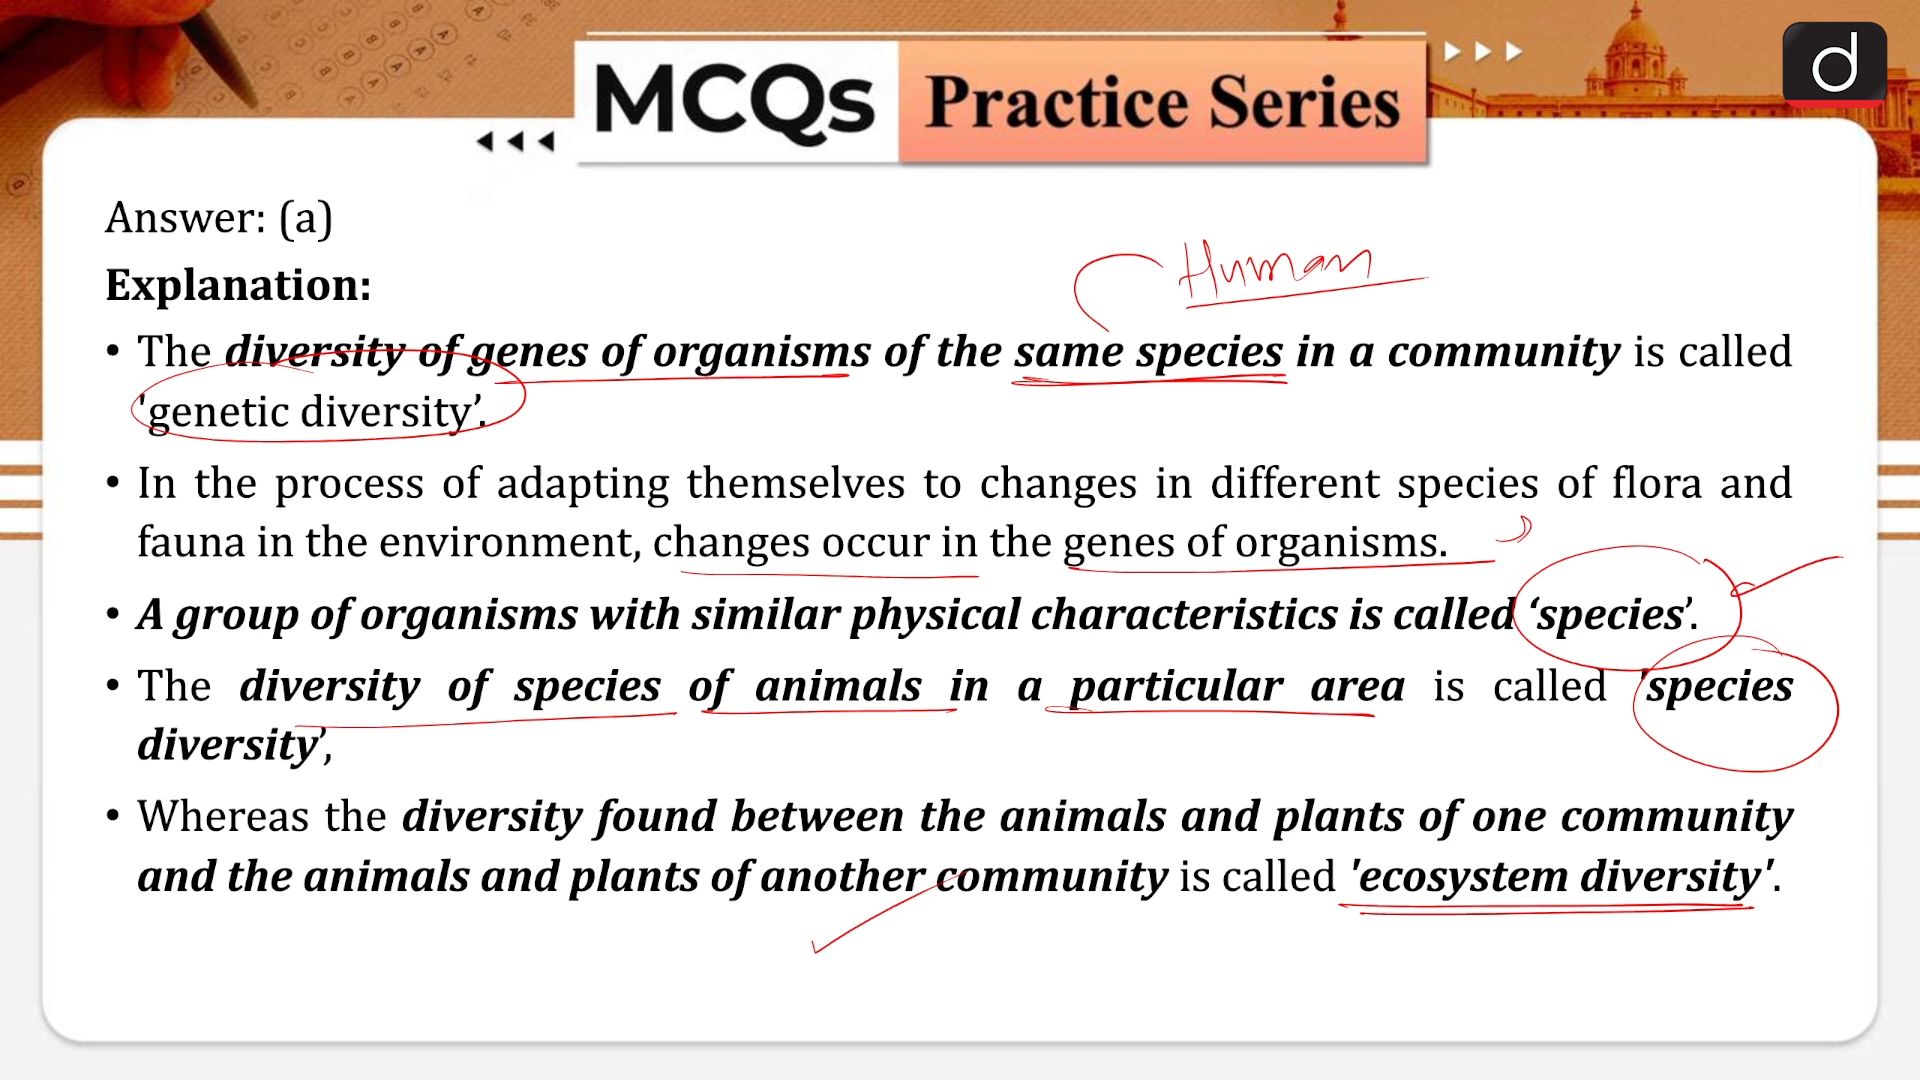 MCQs Practice Series
d
Answer: (a)
Human
Explanation:
• The diversity of genes of organisms of the same species in a community is called
'genetic diversity’.
• In the process of adapting themselves to changes in different species of flora and
fauna in the environment, changes occur in the genes of organisms.
• A group of organisms with similar physical characteristics is called ‘species’.
• The diversity of species of animals in a particular area is called 'species
diversity’,
• Whereas the diversity found between the animals and plants of one community
and the animals and plants of another community is called 'ecosystem diversity'.